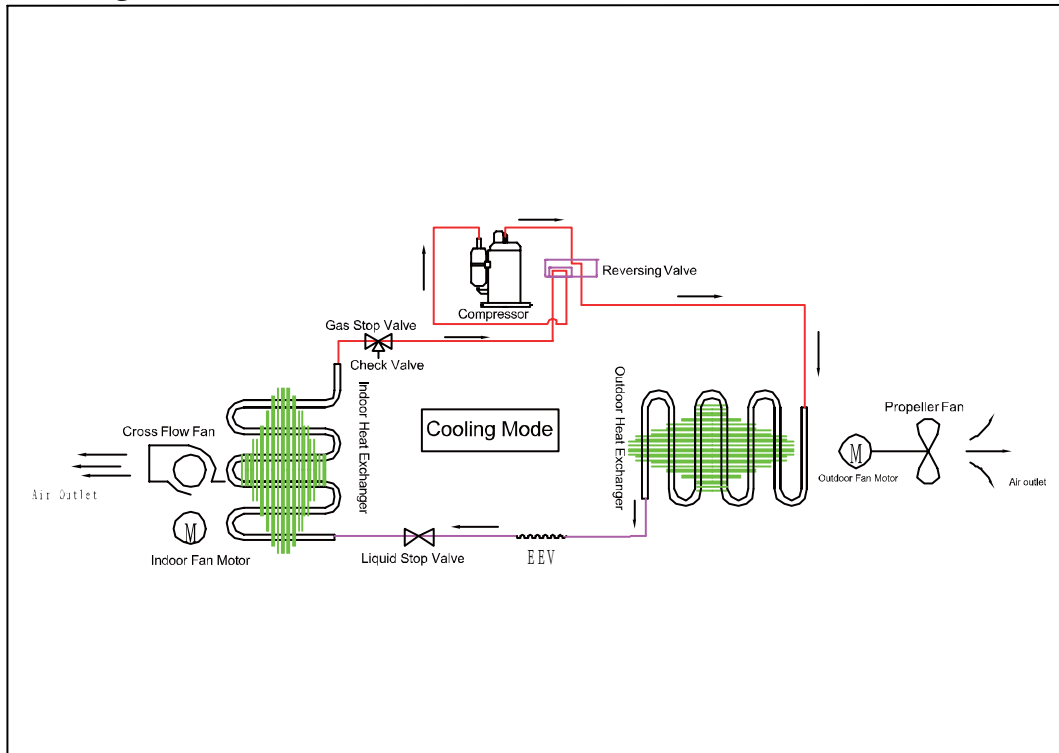 Reversing Valve
Compressor
Gas Stop Valve
Check Valve
Indoor Heat Exchanger
Outdoor Heat Exchanger
Cooling Mode
Propeller Fan
Cross Flow Fan
M
Outdoor Fan Motor
Air outlet
Air Outlet
M
Indoor Fan Motor
Liquid Stop Valve
EEV